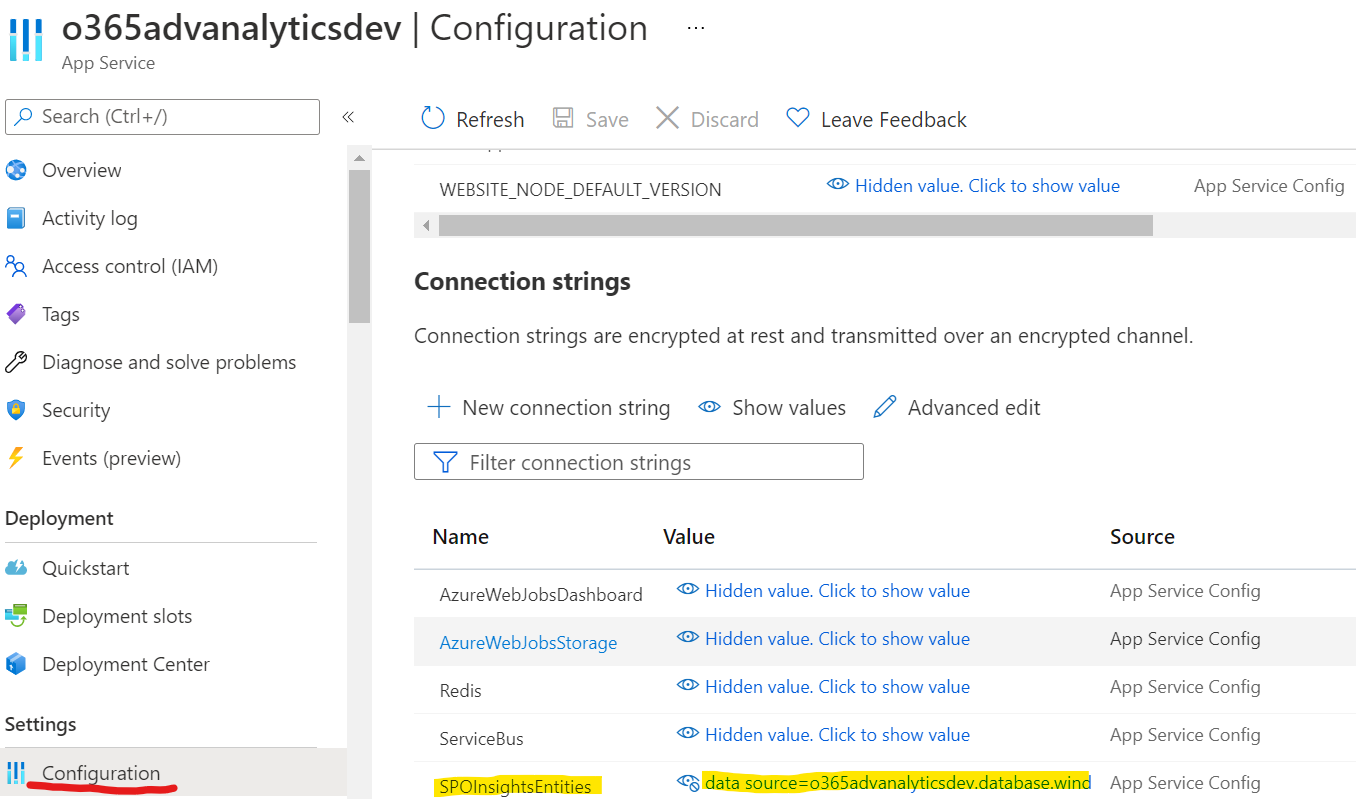 o365advanalyticsdev | Configuration ...
App Service
Search (Ctrl+/)
«
Overview
Activity log
Access control (IAM)
Tags
Diagnose and solve problems
Security
Events (preview)
Deployment
Quickstart
Deployment slots
Deployment Center
Settings
Configuration
Refresh Save Discard Leave Feedback
WEBSITE_NODE_DEFAULT_VERSION Hidden value. Click to show value App Service Config
Connection strings
Connection strings are encrypted at rest and transmitted over an encrypted channel.
New connection string Show values Advanced edit
Filter connection strings
Name Value Source
AzureWebJobsDashboard Hidden value. Click to show value App Service Config
AzureWebJobsStorage Hidden value. Click to show value App Service Config
Redis Hidden value. Click to show value App Service Config
ServiceBus Hidden value. Click to show value App Service Config
SPOInsightsEntities data source=o365advanalyticsdev.database.wind App Service Config